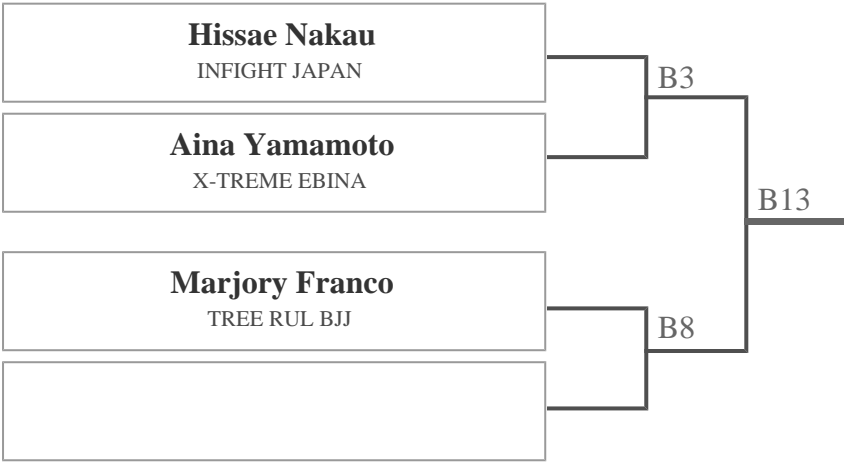 Hissae Nakau
INFIGHT JAPAN
B3
Aina Yamamoto
X-TREME EBINA
B13
Marjory Franco
TREE RUL BJJ
B8